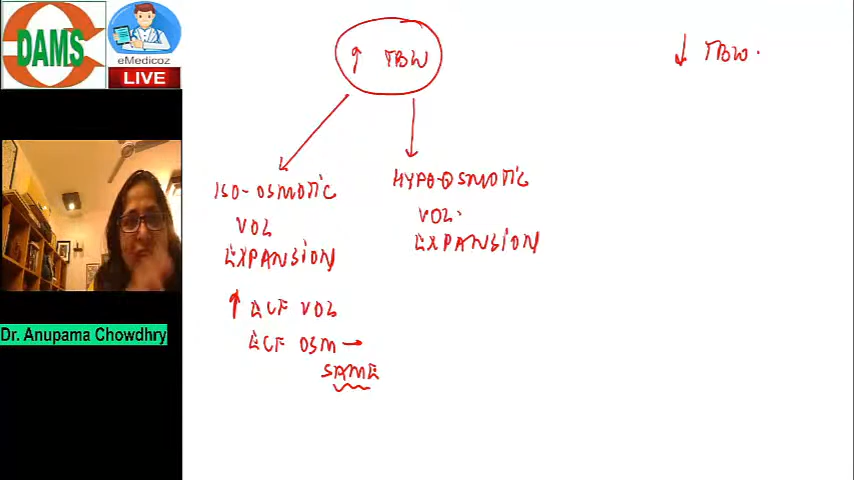 DAMS
eMedicoz
LIVE
Dr. Anupama Chowdhry
↑ TBW
↓ TBW.
ISO-OSMOTIC
VOL
EXPANSION
↑ ECF VOL
ECF OSM →
SAME
HYPO-OSMOTIC
VOL.
EXPANSION